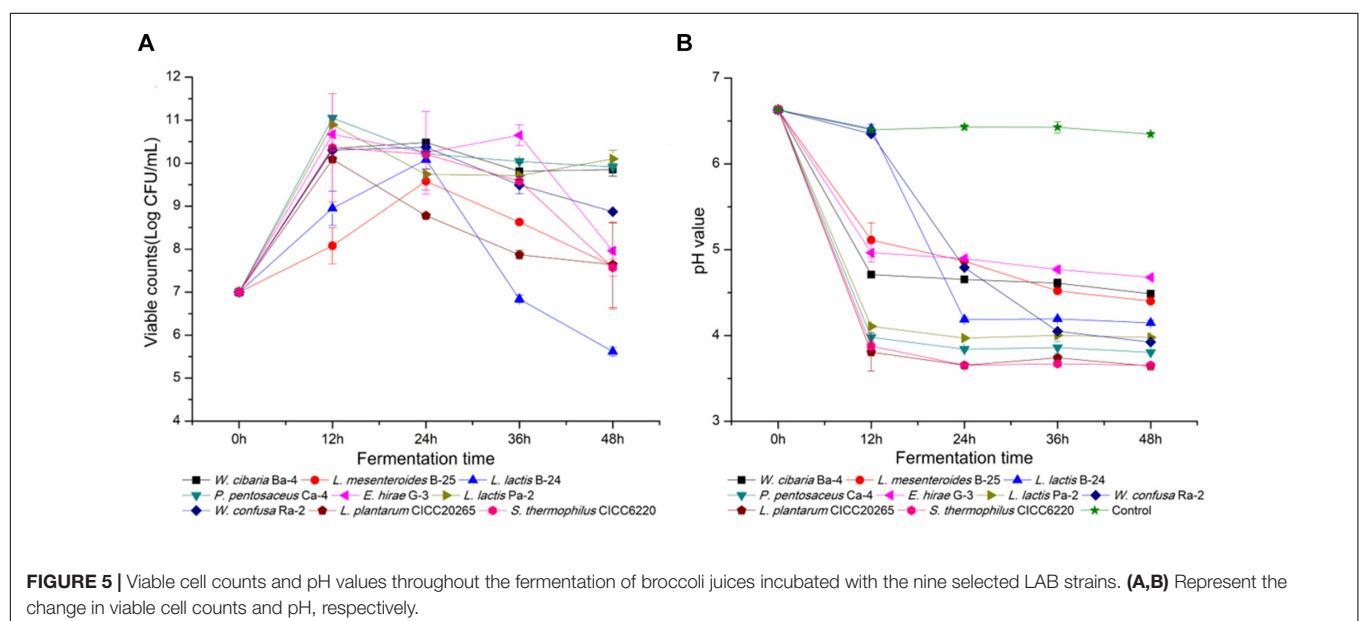 A
B
12
11
10
9
8
7
6
5
4
Viable counts(Log CFU/mL)
0h
12h
24h
36h
48h
Fermentation time
W. cibaria Ba-4 L. mesenteroides B-25 L. lactis B-24
P. pentosaceus Ca-4 E. hirae G-3 L. lactis Pa-2
W. confusa Ra-2 L. plantarum CICC20265 S. thermophilus CICC6220
7
6
5
4
3
pH value
0h
12h
24h
36h
48h
Fermentation time
W. cibaria Ba-4 L. mesenteroides B-25 L. lactis B-24
P. pentosaceus Ca-4 E. hirae G-3 L. lactis Pa-2 W. confusa Ra-2
L. plantarum CICC20265 S. thermophilus CICC6220 Control
FIGURE 5 | Viable cell counts and pH values throughout the fermentation of broccoli juices incubated with the nine selected LAB strains. (A,B) Represent the
change in viable cell counts and pH, respectively.